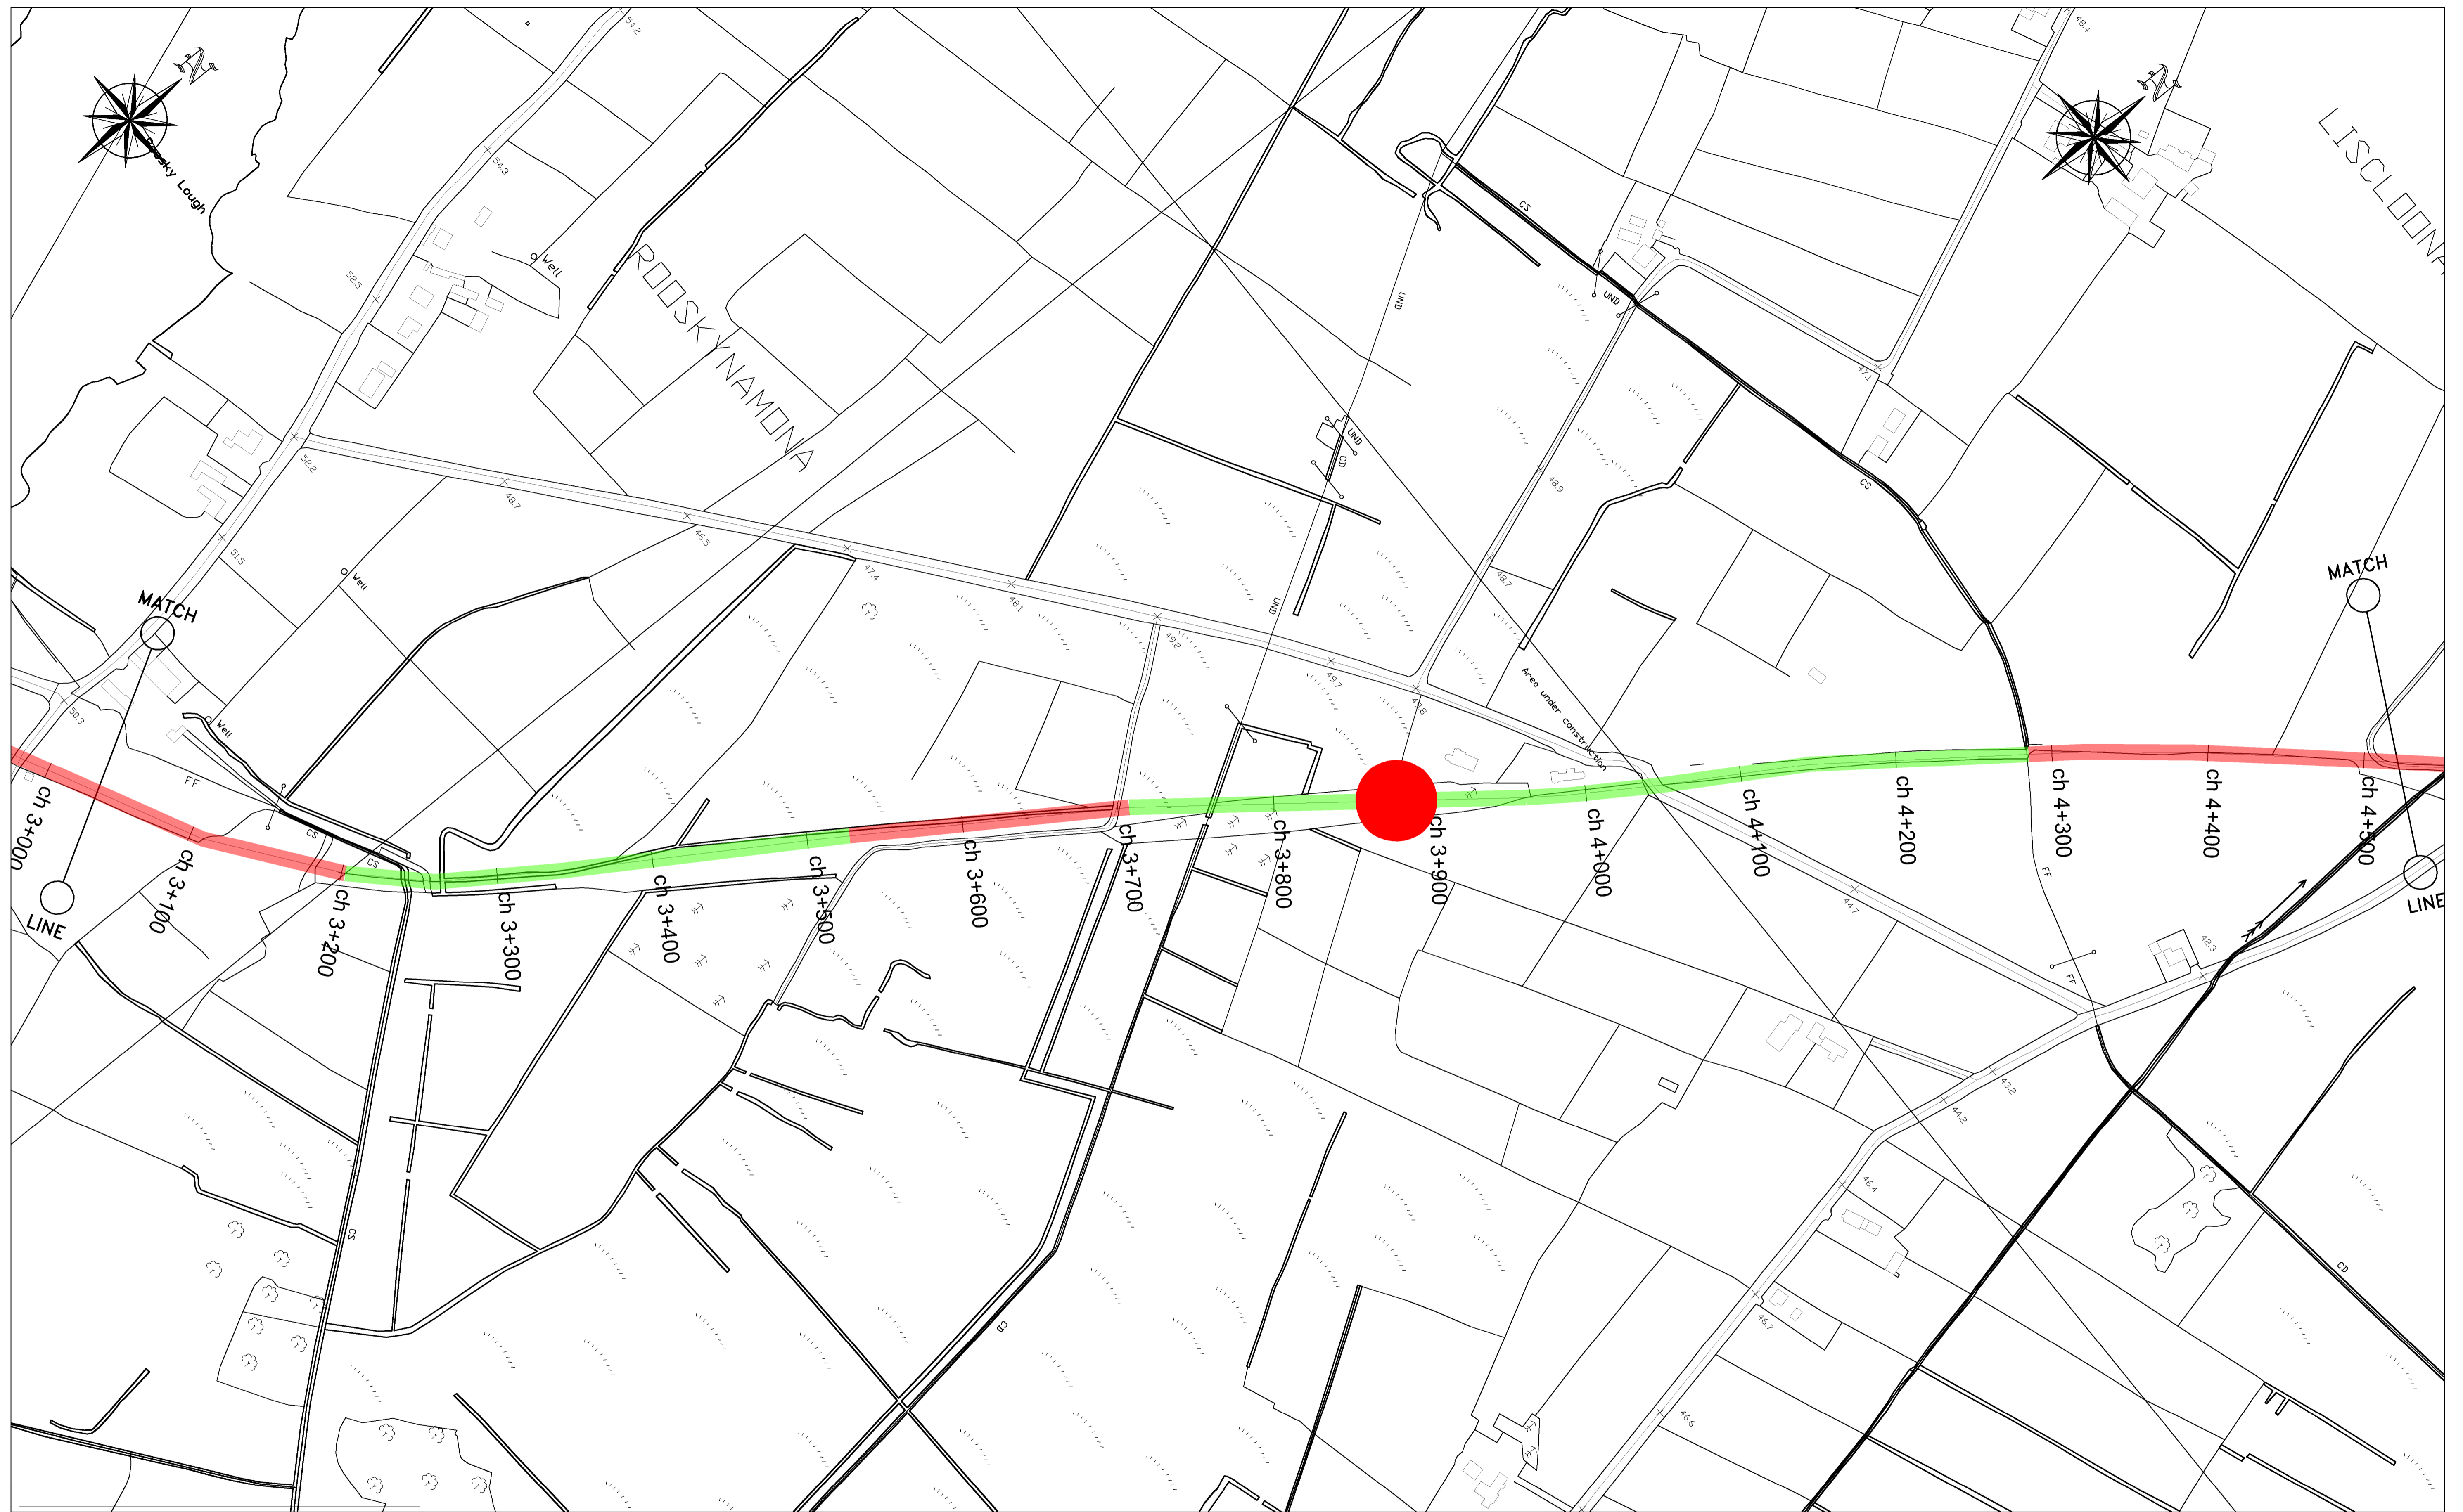 54.2
48.4
N
N
Roosky Lough
LISCLOONA
54.3
CS
Well
52.5
UND
UND
ROOSKYNAMONA
47.1
52.2
UND
CD
48.7
48.9
CS
46.5
51.5
47.4
48.7
Well
MATCH
MATCH
48.1
UND
49.2
49.7
Area under construction
49.8
50.3
Well
FF
CS
CS
ch 3+000
ch 3+100
ch 3+200
ch 3+300
ch 3+400
ch 3+500
ch 3+600
ch 3+700
ch 3+800
ch 3+900
ch 4+000
ch 4+100
ch 4+200
ch 4+300
ch 4+400
ch 4+500
FF
44.7
LINE
LINE
42.3
FF
43.2
44.2
46.4
CS
CD
46.7
CD
46.6